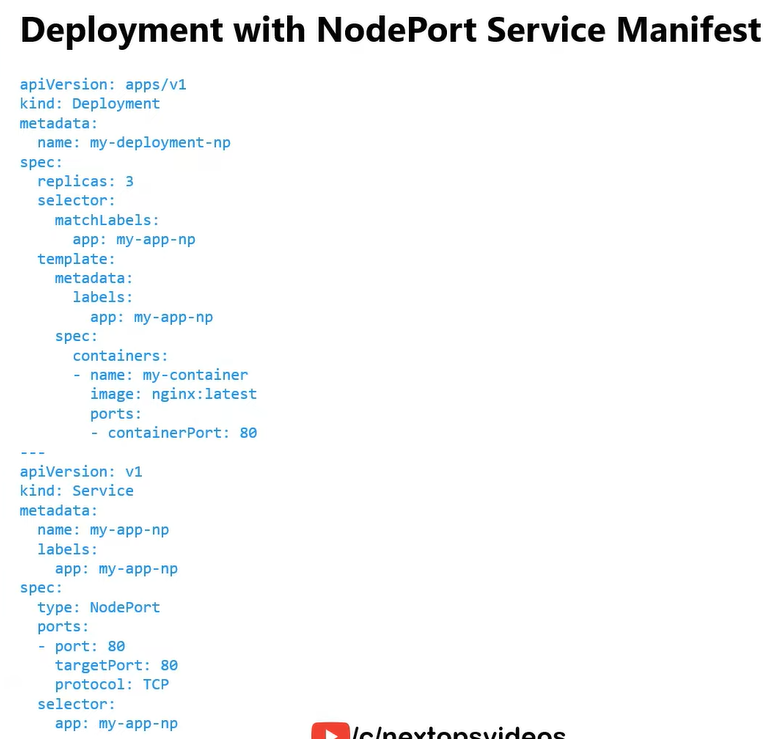 Deployment with NodePort Service Manifest
apiVersion: apps/v1
kind: Deployment
metadata:
  name: my-deployment-np
spec:
  replicas: 3
  selector:
    matchLabels:
      app: my-app-np
  template:
    metadata:
      labels:
        app: my-app-np
    spec:
      containers:
      - name: my-container
        image: nginx:latest
        ports:
        - containerPort: 80
---
apiVersion: v1
kind: Service
metadata:
  name: my-app-np
  labels:
    app: my-app-np
spec:
  type: NodePort
  ports:
  - port: 80
    targetPort: 80
    protocol: TCP
  selector:
    app: my-app-np
/c/nextopsvideos